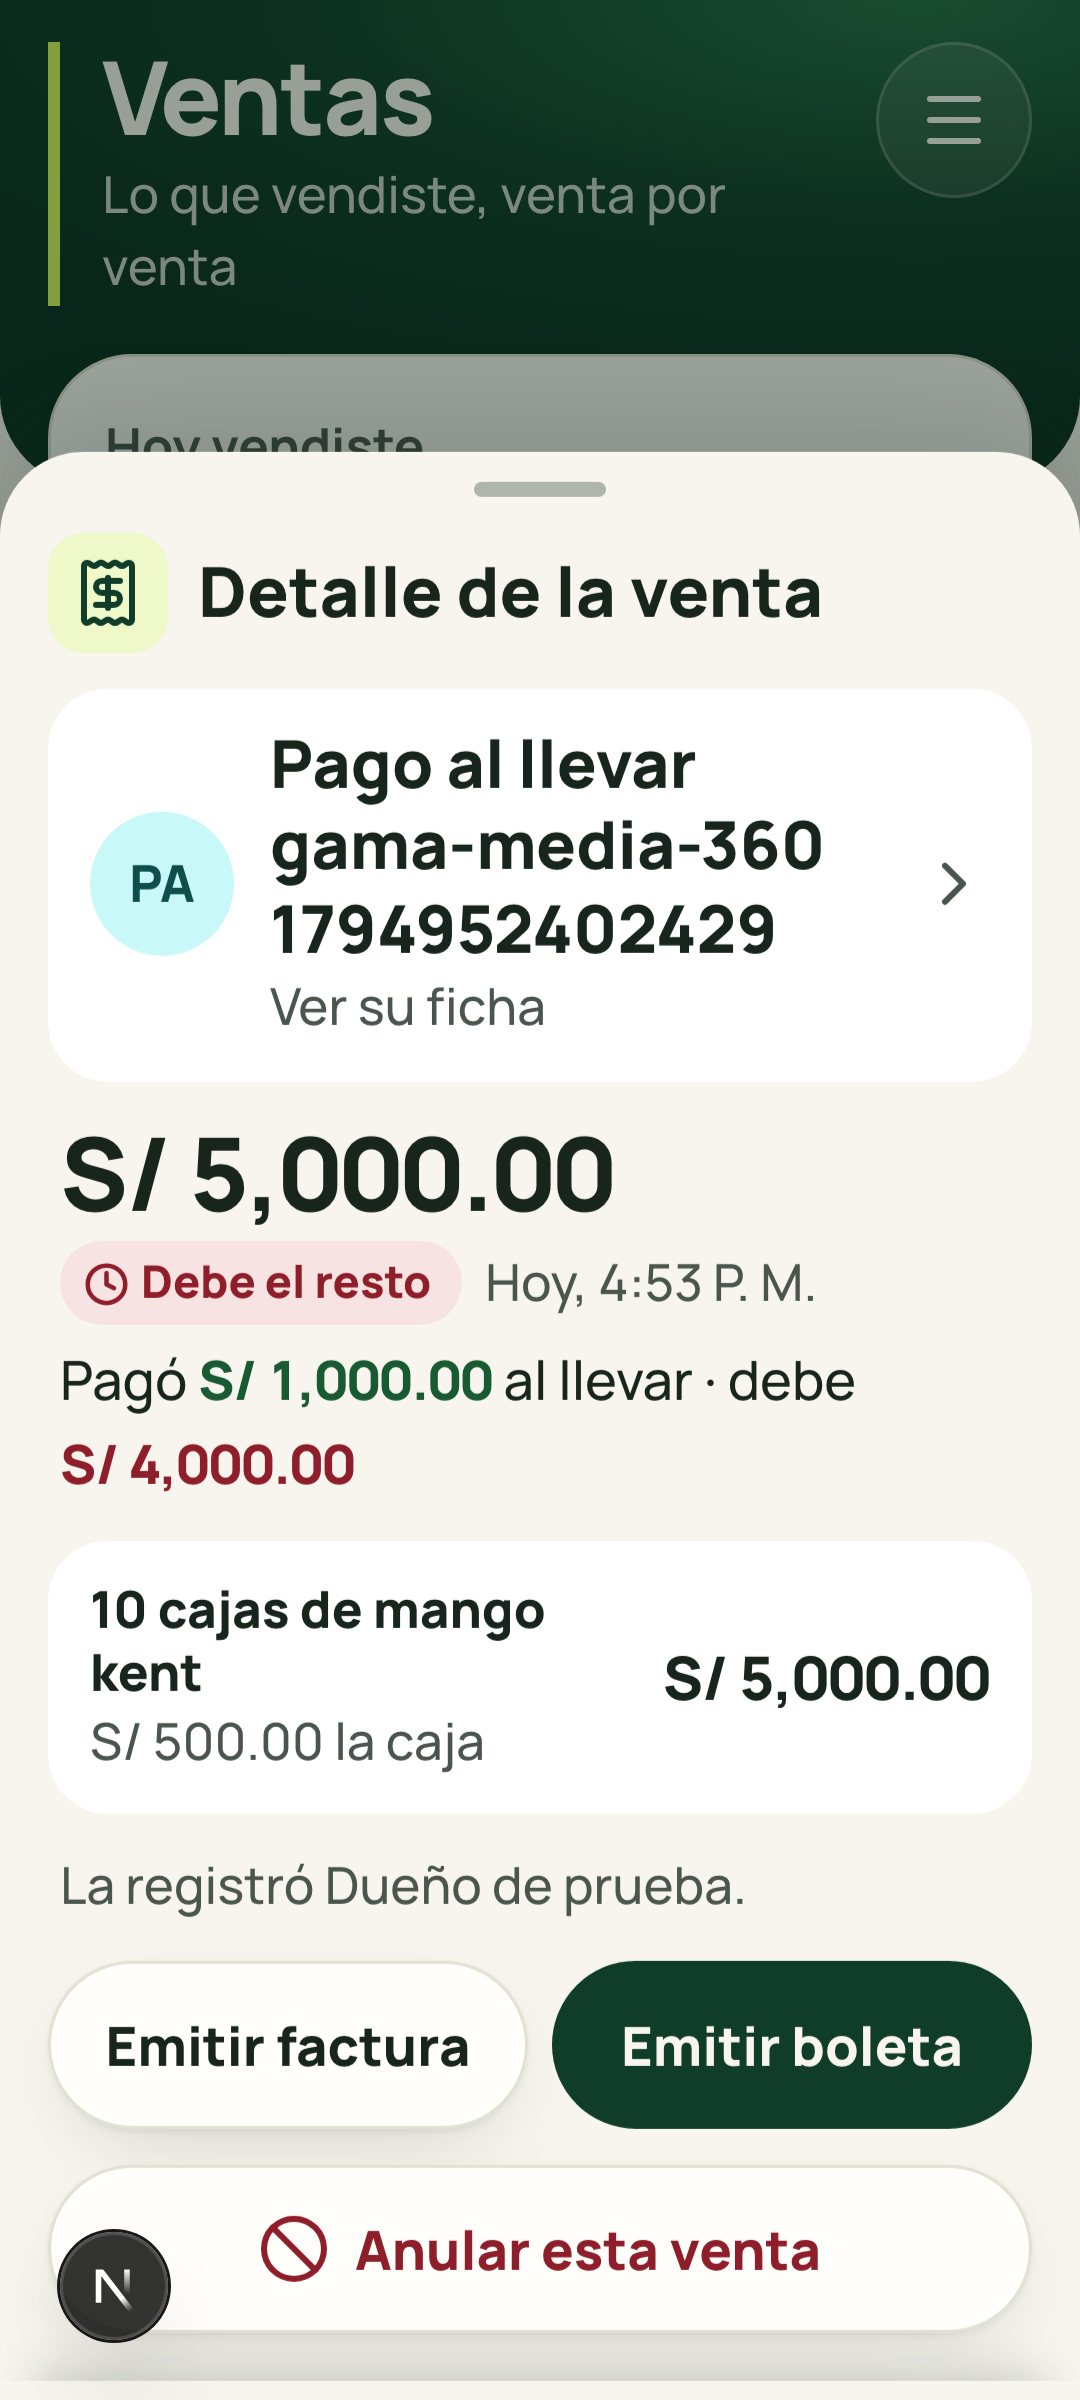 Ventas
Lo que vendiste, venta por
venta
Hoy vendiste
Detalle de la venta
PA
Pago al llevar
gama-media-360
1794952402429
Ver su ficha
S/ 5,000.00
Debe el resto
Hoy, 4:53 P. M.
Pagó S/ 1,000.00 al llevar · debe
S/ 4,000.00
10 cajas de mango
kent
S/ 5,000.00
S/ 500.00 la caja
La registró Dueño de prueba.
Emitir factura
Emitir boleta
Anular esta venta
N